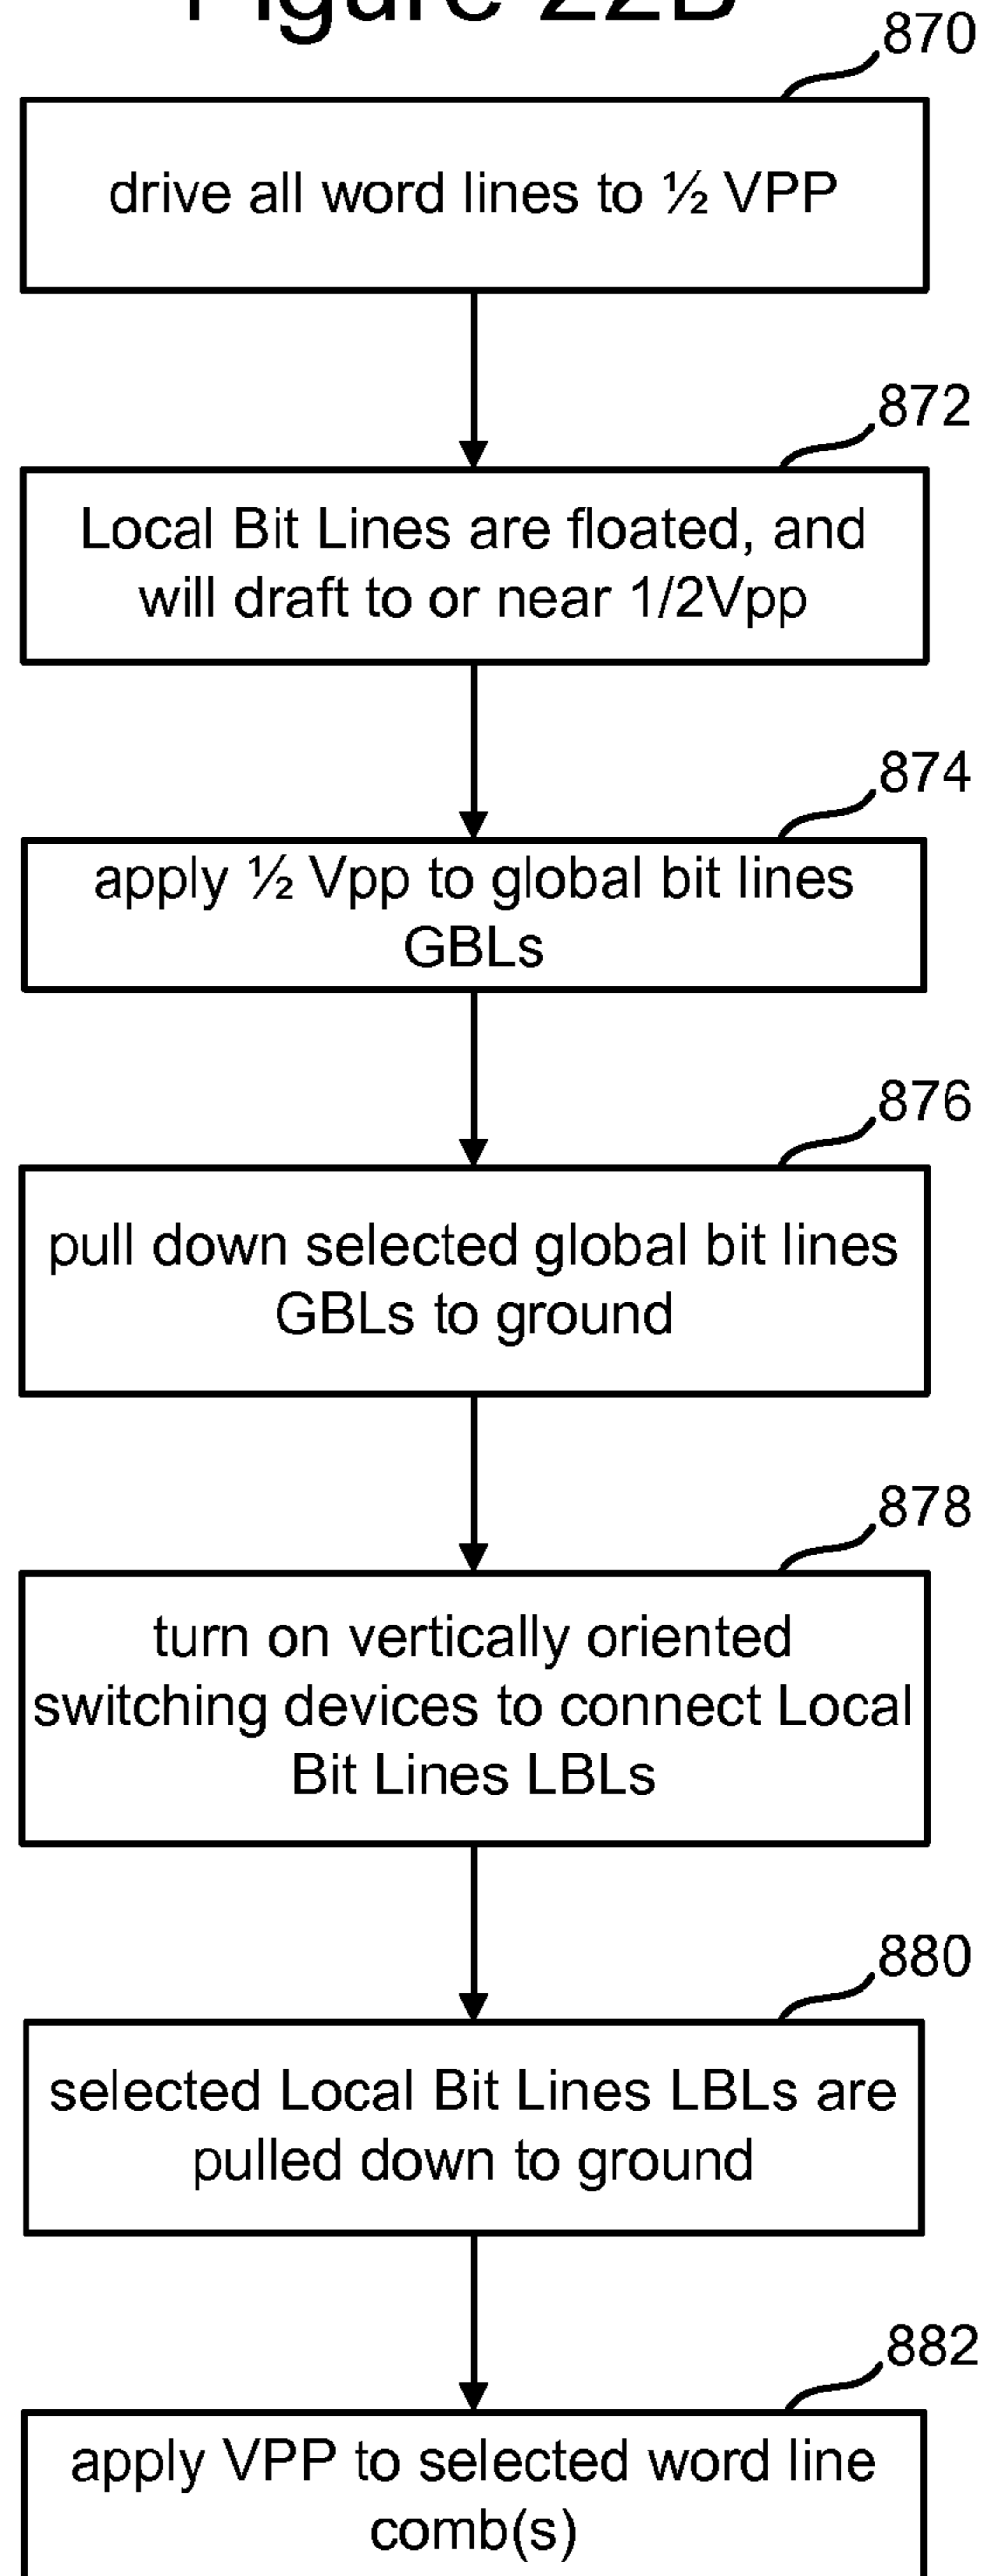 Figure 22B
870
drive all word lines to ½ VPP
872
Local Bit Lines are floated, and
will draft to or near 1/2Vpp
874
apply ½ Vpp to global bit lines
GBLs
876
pull down selected global bit lines
GBLs to ground
878
turn on vertically oriented
switching devices to connect Local
Bit Lines LBLs
880
selected Local Bit Lines LBLs are
pulled down to ground
882
apply VPP to selected word line
comb(s)